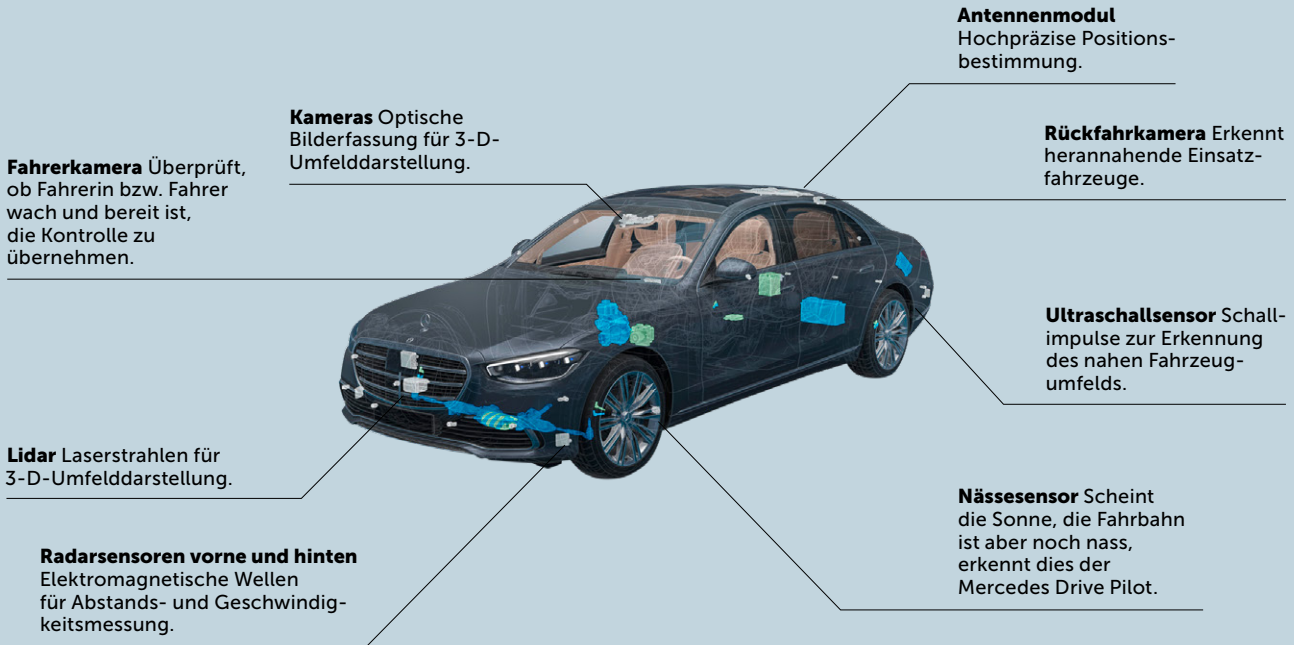 Antennenmodul
Hochpräzise Positions-
bestimmung.
Kameras Optische
Bilderfassung für 3-D-
Umfelddarstellung.
Rückfahrkamera Erkennt
herannahende Einsatz-
fahrzeuge.
Fahrerkamera Überprüft,
ob Fahrerin bzw. Fahrer
wach und bereit ist,
die Kontrolle zu
übernehmen.
Ultraschallsensor Schall-
impulse zur Erkennung
des nahen Fahrzeug-
umfelds.
Lidar Laserstrahlen für
3-D-Umfelddarstellung.
Nässesensor Scheint
die Sonne, die Fahrbahn
ist aber noch nass,
erkennt dies der
Mercedes Drive Pilot.
Radarsensoren vorne und hinten
Elektromagnetische Wellen
für Abstands- und Geschwindig-
keitsmessung.